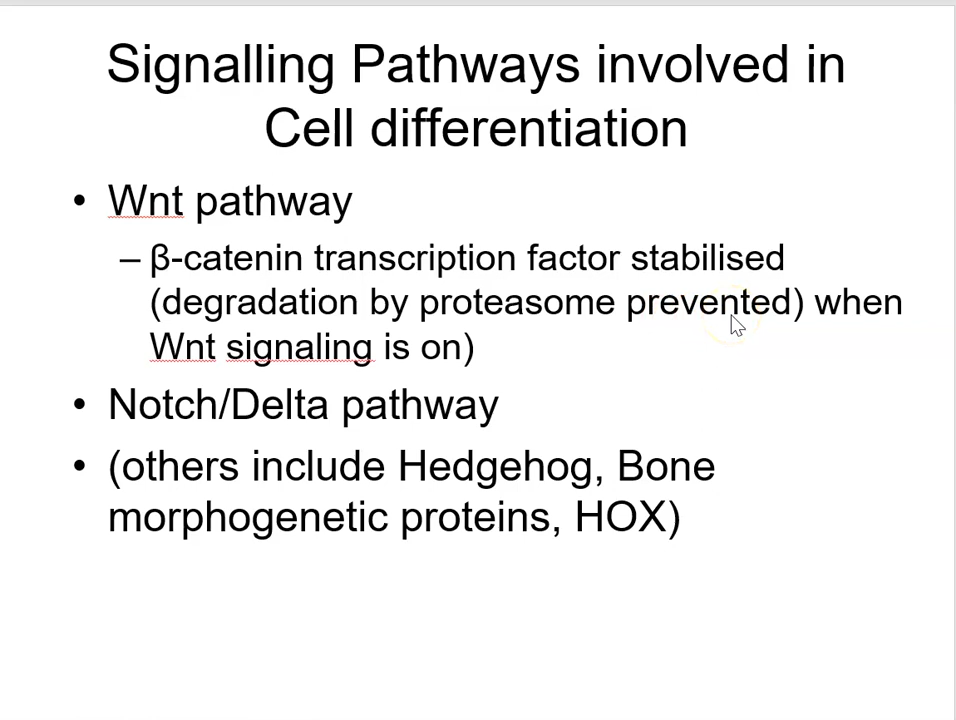 Signalling Pathways involved in
Cell differentiation
• Wnt pathway
– β-catenin transcription factor stabilised
(degradation by proteasome prevented) when
Wnt signaling is on)
• Notch/Delta pathway
• (others include Hedgehog, Bone
morphogenetic proteins, HOX)